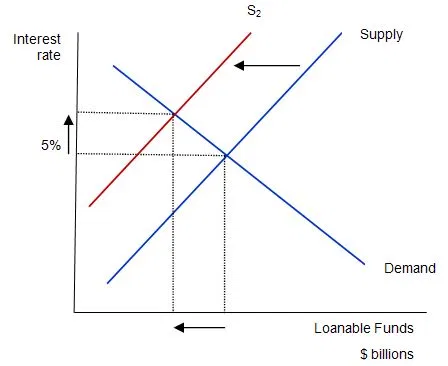 S2
Interest
rate
Supply
5%
Demand
Loanable Funds
$ billions